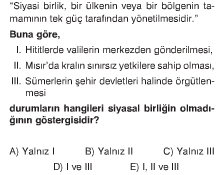 "Siyasi birlik, bir ülkenin veya bir bölgenin ta-
mamının tek güç tarafından yönetilmesidir."
Buna göre,
I. Hititlerde valilerin merkezden gönderilmesi,
II. Mısır'da kralın sınırsız yetkilere sahip olması,
III. Sümerlerin şehir devletleri halinde örgütlen-
mesi
durumların hangileri siyasal birliğin olmadı-
ğının göstergesidir?
A) Yalnız I B) Yalnız II C) Yalnız III
D) I ve III E) I, II ve III